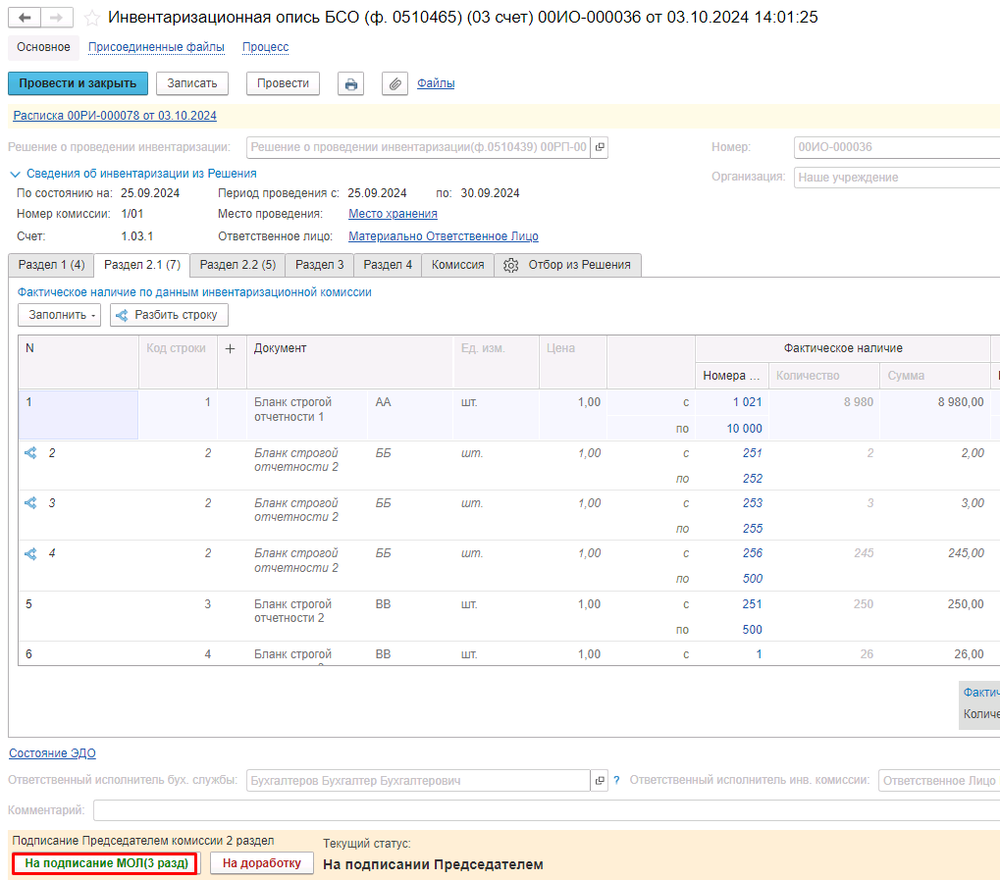 Инвентаризационная опись БСО (ф. 0510465) (03 счет) 00ИО-000036 от 03.10.2024 14:01:25
Основное Присоединенные файлы Процесс
Провести и закрыть Записать Провести Файлы
Расписка 00РИ-000078 от 03.10.2024
Решение о проведении инвентаризации: Решение о проведении инвентаризации(ф.0510439) 00РП-00 Номер: 00ИО-000036
Сведения об инвентаризации из Решения Организация: Наше учреждение
По состоянию на: 25.09.2024 Период проведения с: 25.09.2024 по: 30.09.2024
Номер комиссии: 1/01 Место проведения: Место хранения
Счет: 1.03.1 Ответственное лицо: Материально Ответственное Лицо
Раздел 1 (4) Раздел 2.1 (7) Раздел 2.2 (5) Раздел 3 Раздел 4 Комиссия Отбор из Решения
Фактическое наличие по данным инвентаризационной комиссии
Заполнить Разбить строку
N Код строки + Документ Ед. изм. Цена Фактическое наличие
Номера ... Количество Сумма
1 1 Бланк строгой АА шт. 1,00 с 1 021 8 980 8 980,00
отчетности 1
по 10 000
2 2 Бланк строгой ББ шт. 1,00 с 251 2 2,00
отчетности 2
по 252
3 2 Бланк строгой ББ шт. 1,00 с 253 3 3,00
отчетности 2
по 255
4 2 Бланк строгой ББ шт. 1,00 с 256 245 245,00
отчетности 2
по 500
5 3 Бланк строгой ВВ шт. 1,00 с 251 250 250,00
отчетности 2
по 500
6 4 Бланк строгой ВВ шт. 1,00 с 1 26 26,00
Состояние ЭДО
Ответственный исполнитель бух. службы: Бухгалтеров Бухгалтер Бухгалтерович ? Ответственный исполнитель инв. комиссии: Ответственное Лицо
Комментарий:
Подписание Председателем комиссии 2 раздел Текущий статус:
На подписание МОЛ(3 разд) На доработку На подписании Председателем